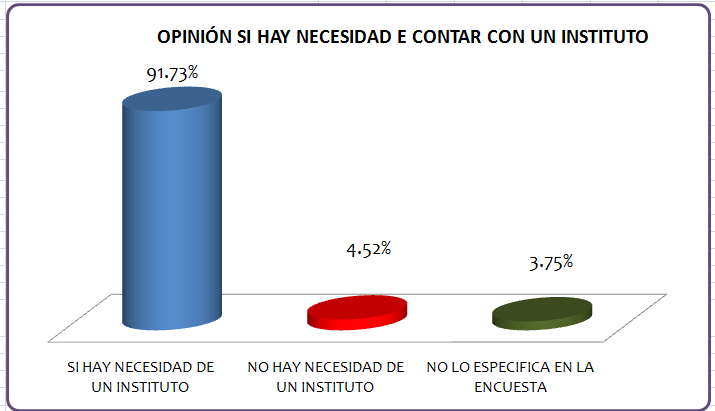 OPINIÓN SI HAY NECESIDAD E CONTAR CON UN INSTITUTO
91.73%
4.52%
3.75%
SI HAY NECESIDAD DE
UN INSTITUTO
NO HAY NECESIDAD DE
UN INSTITUTO
NO LO ESPECIFICA EN LA
ENCUESTA